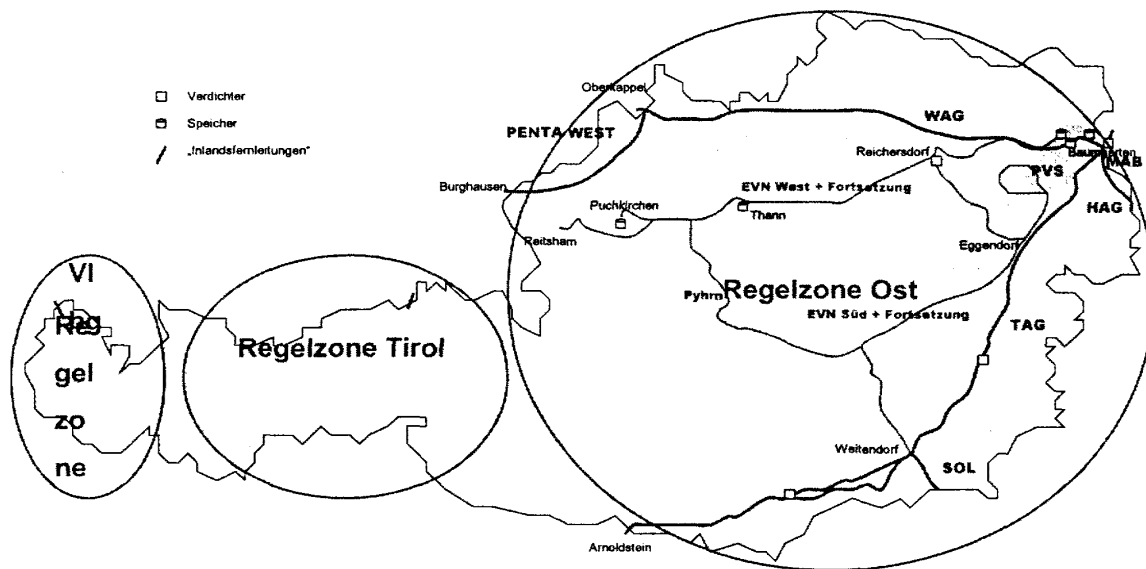 Verdichter
Speicher
„Inlandsfernleitungen"
Oberkappel
PENTA WEST
WAG
Burghausen
Reichersdorf
Baumgarten
MAB
PVS
EVN West + Fortsetzung
HAG
Puchkirchen
Thann
Reitsham
Eggendorf
Pyhrn
Regelzone Ost
EVN Süd + Fortsetzung
TAG
Vl
Re
gel
zo
ne
Regelzone Tirol
Weitendorf
SOL
Arnoldstein